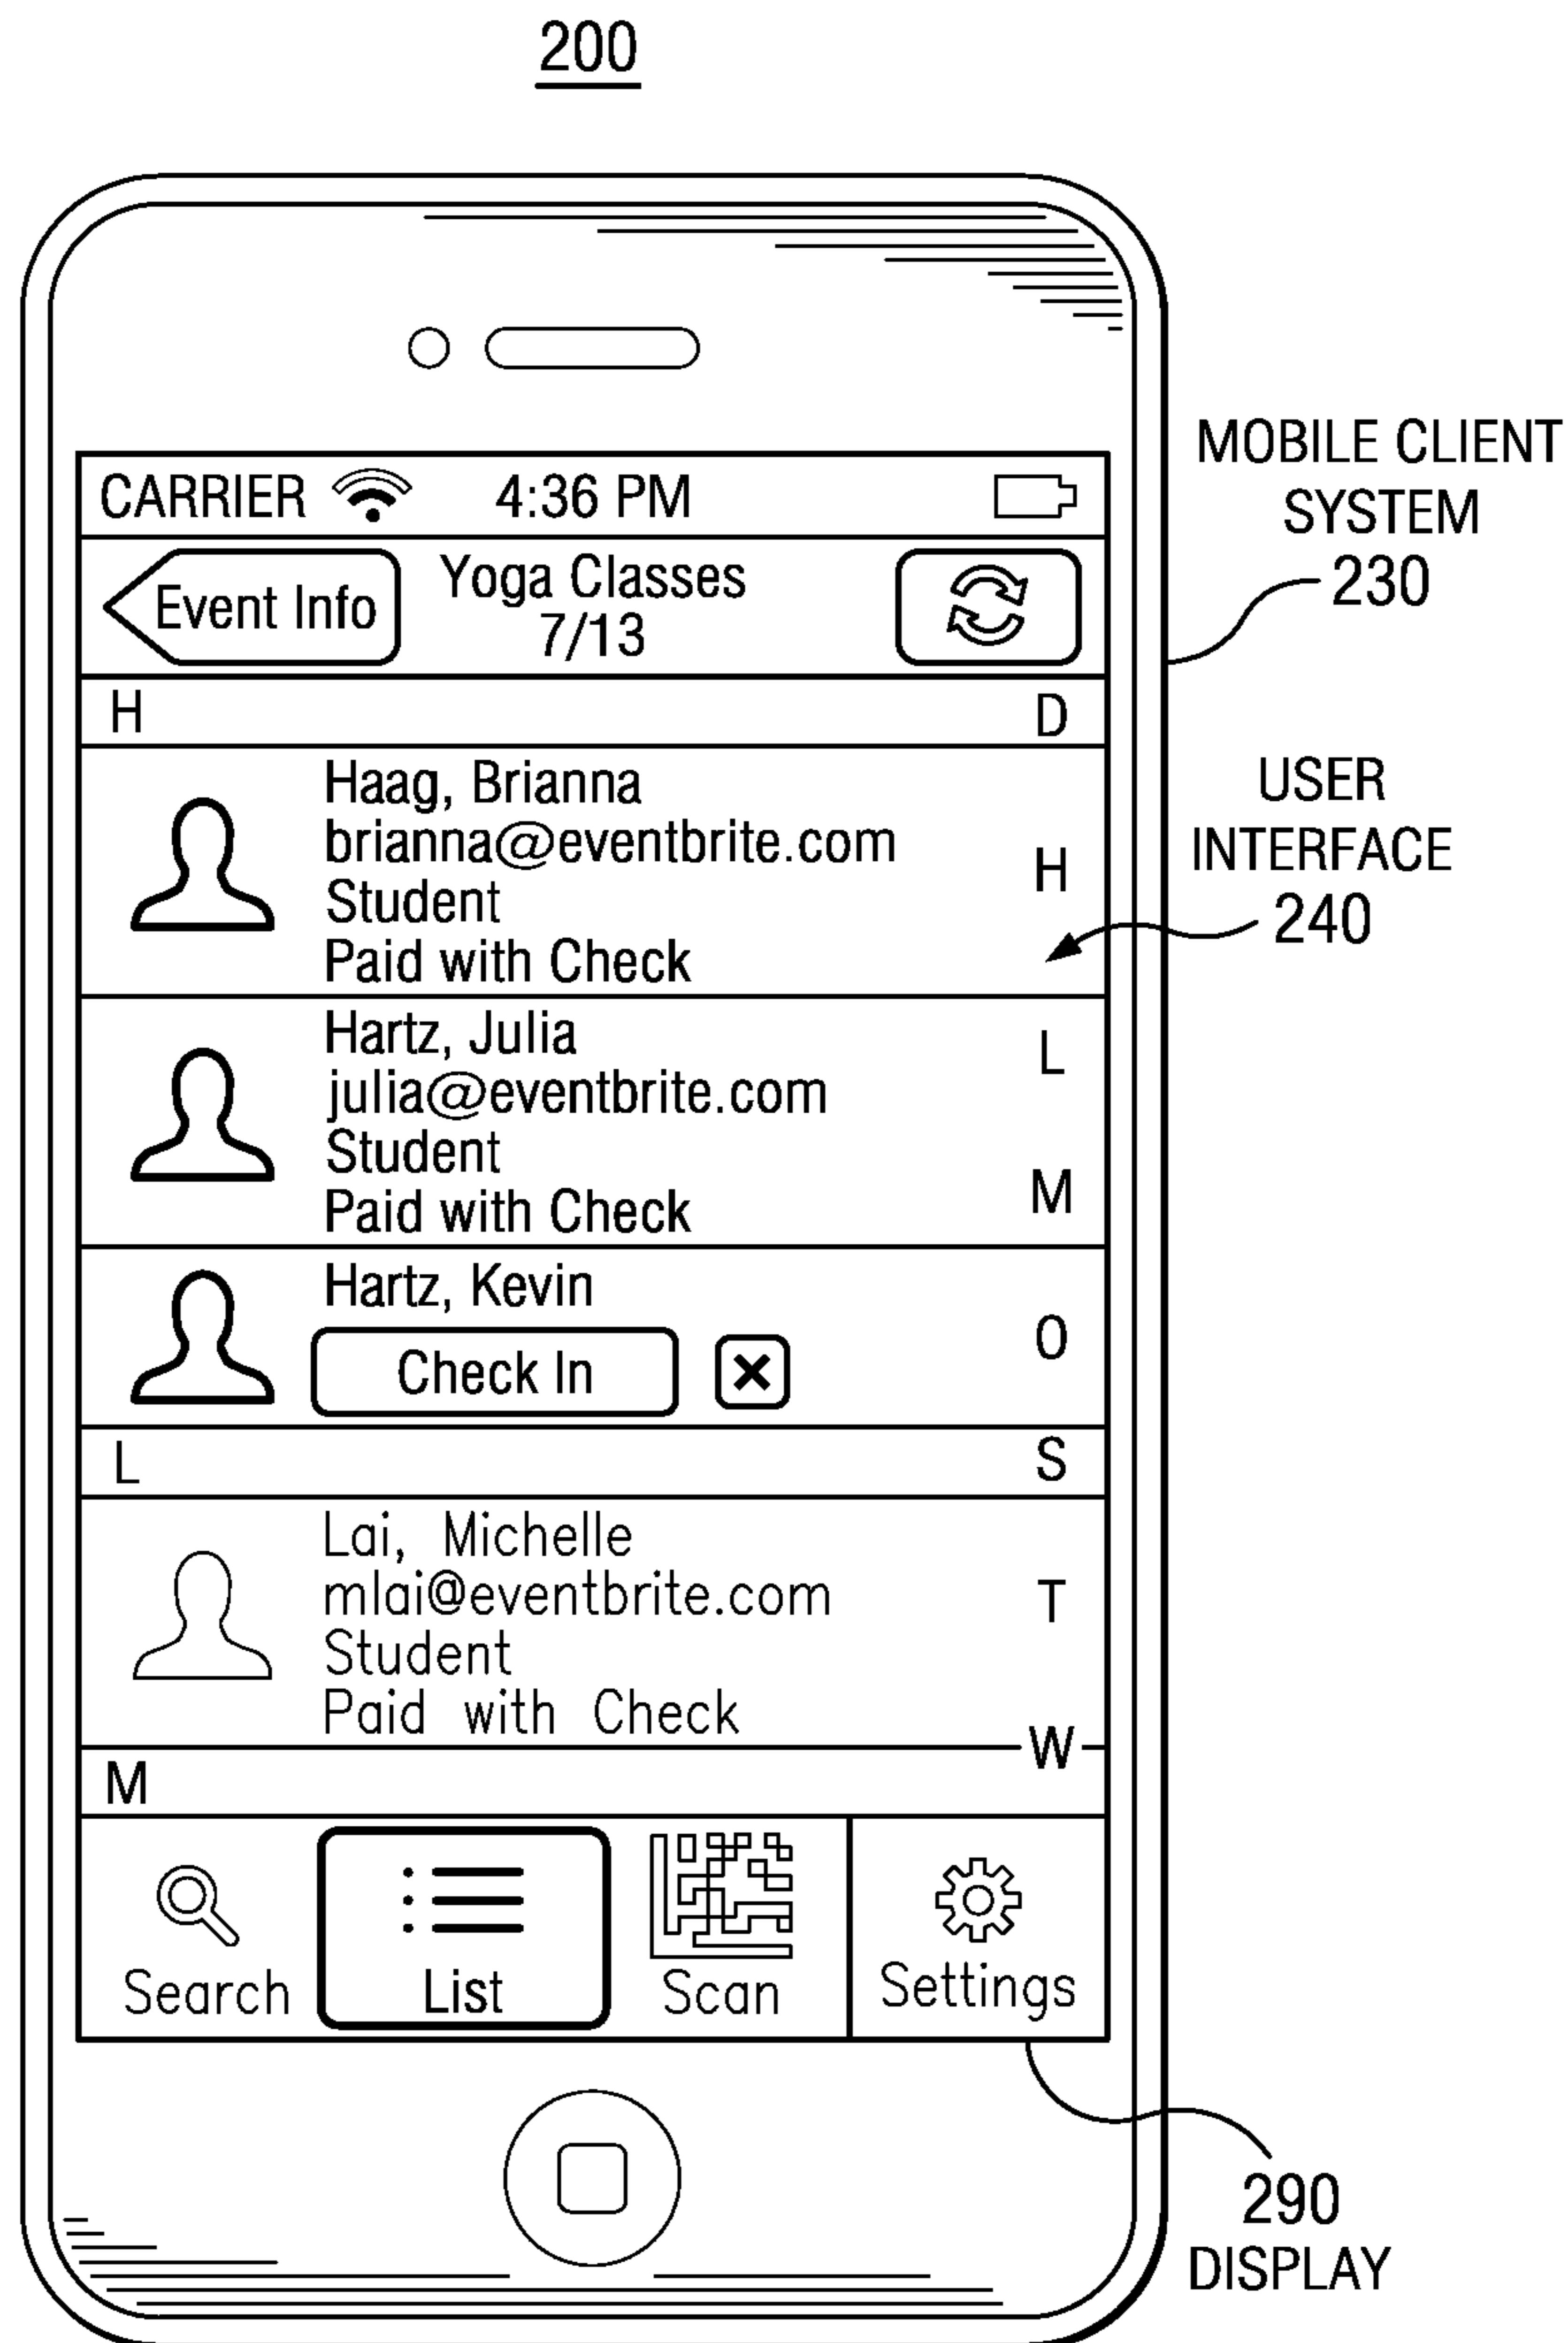 200
CARRIER 4:36 PM
Event Info
Yoga Classes
7/13
H
D
Haag, Brianna
brianna@eventbrite.com
Student
Paid with Check
H
Hartz, Julia
julia@eventbrite.com
Student
Paid with Check
L
M
Hartz, Kevin
Check In
O
L
S
Lai, Michelle
mlai@eventbrite.com
Student
Paid with Check
T
W
M
Search
List
Scan
Settings
MOBILE CLIENT
SYSTEM
230
USER
INTERFACE
240
290
DISPLAY